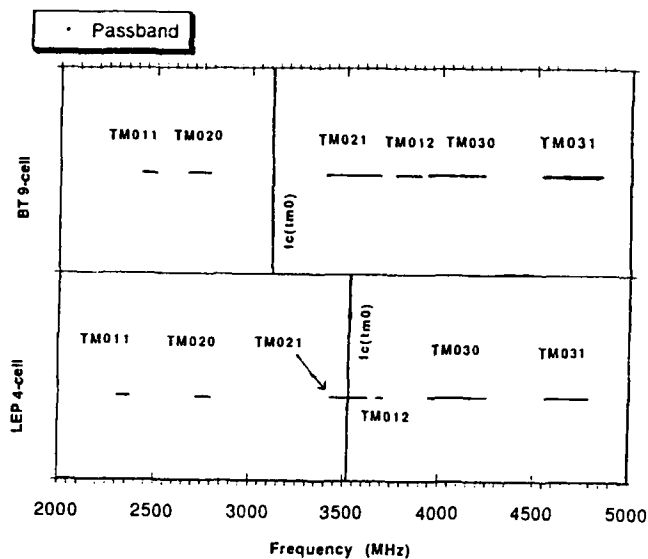 · Passband
BT 9-cell
TM011 TM020 TM021 TM012 TM030 TM031
fc(tm0)
LEP 4-cell
TM011 TM020 TM021 TM030 TM031
fc(tm0)
TM012
2000 2500 3000 3500 4000 4500 5000
Frequency (MHz)